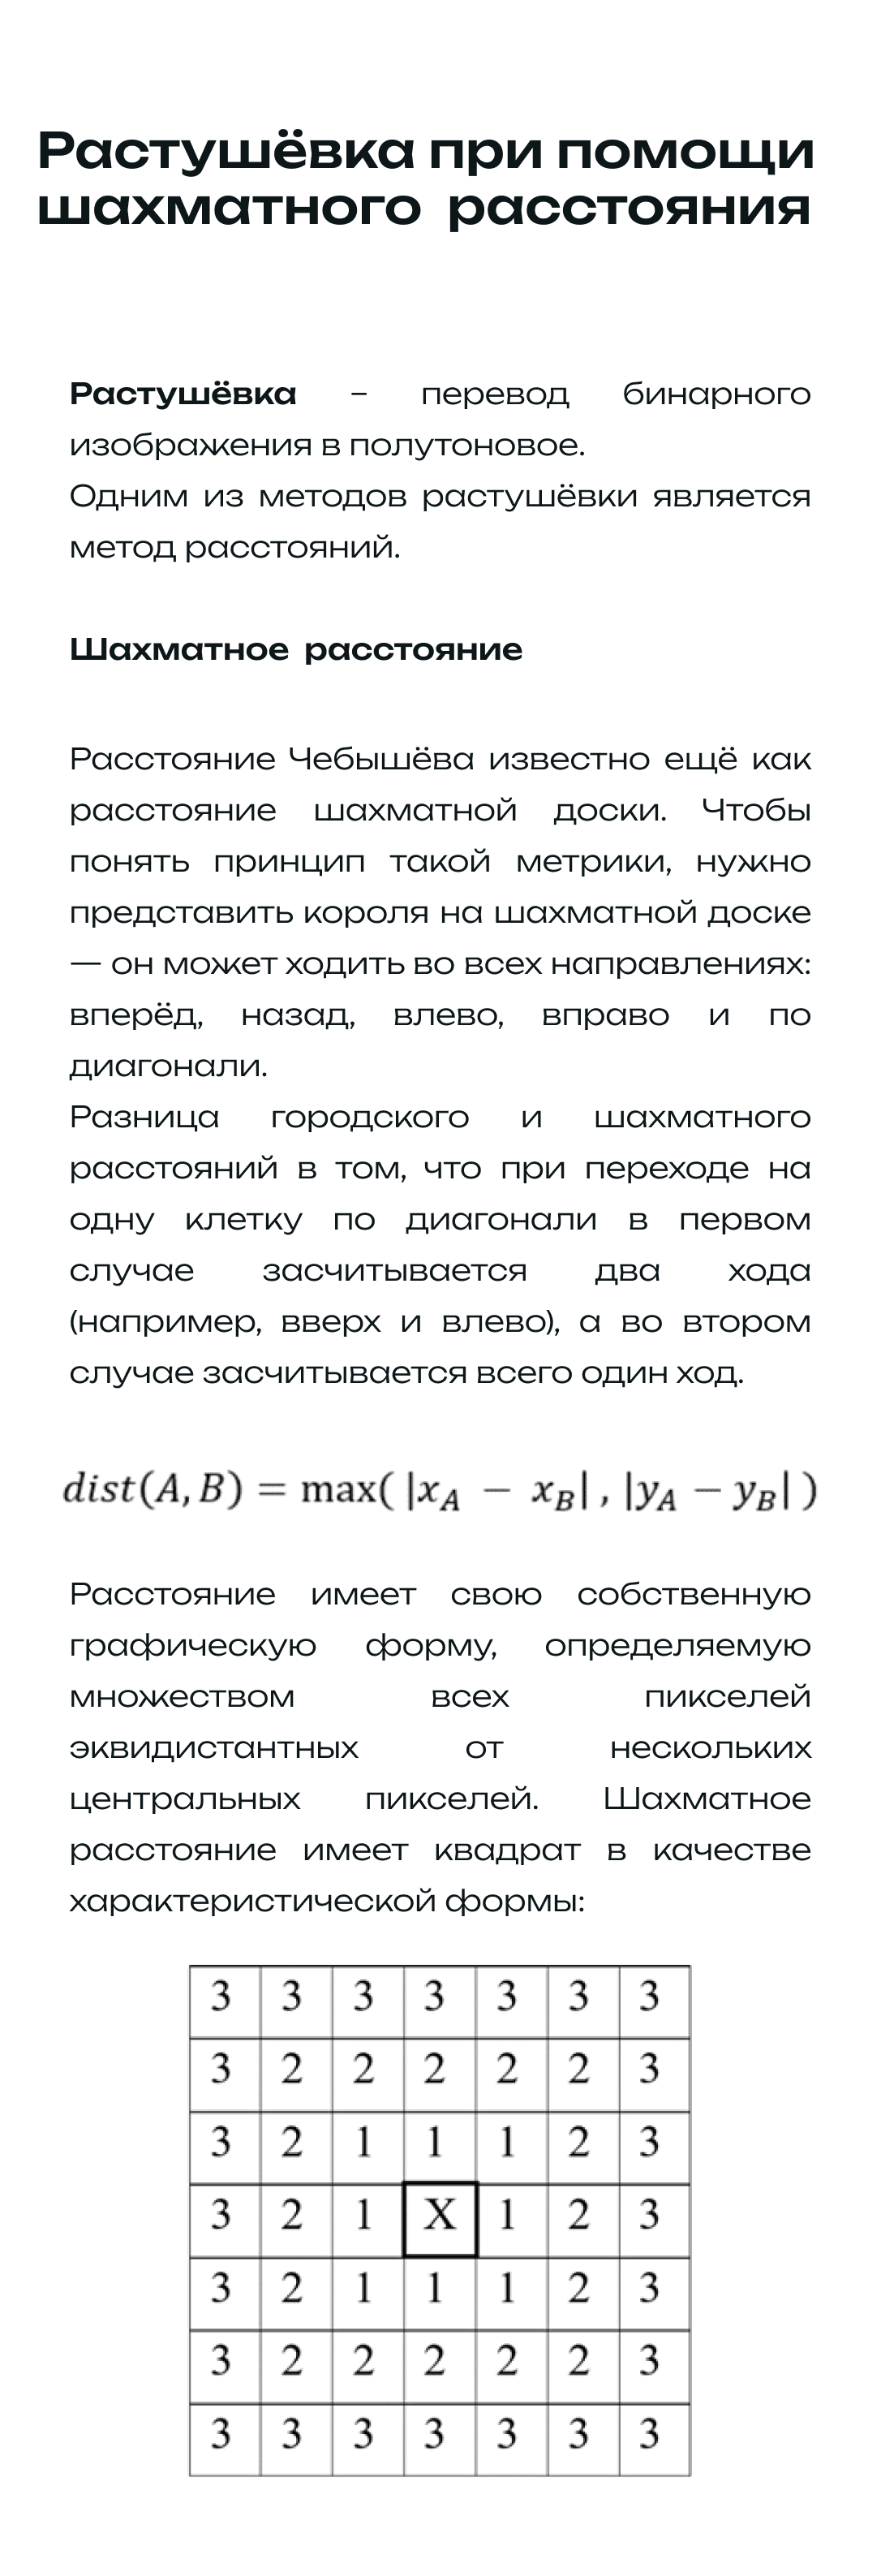 Растушёвка при помощи
шахматного расстояния
Растушёвка – перевод бинарного
изображения в полутоновое.
Одним из методов растушёвки является
метод расстояний.
Шахматное расстояние
Расстояние Чебышёва известно ещё как
расстояние шахматной доски. Чтобы
понять принцип такой метрики, нужно
представить короля на шахматной доске
— он может ходить во всех направлениях:
вперёд, назад, влево, вправо и по
диагонали.
Разница городского и шахматного
расстояний в том, что при переходе на
одну клетку по диагонали в первом
случае засчитывается два хода
(например, вверх и влево), а во втором
случае засчитывается всего один ход.
dist(A, B) = max( |x_A − x_B| , |y_A − y_B| )
Расстояние имеет свою собственную
графическую форму, определяемую
множеством всех пикселей
эквидистантных от нескольких
центральных пикселей. Шахматное
расстояние имеет квадрат в качестве
характеристической формы:
3 3 3 3 3 3 3
3 2 2 2 2 2 3
3 2 1 1 1 2 3
3 2 1 X 1 2 3
3 2 1 1 1 2 3
3 2 2 2 2 2 3
3 3 3 3 3 3 3